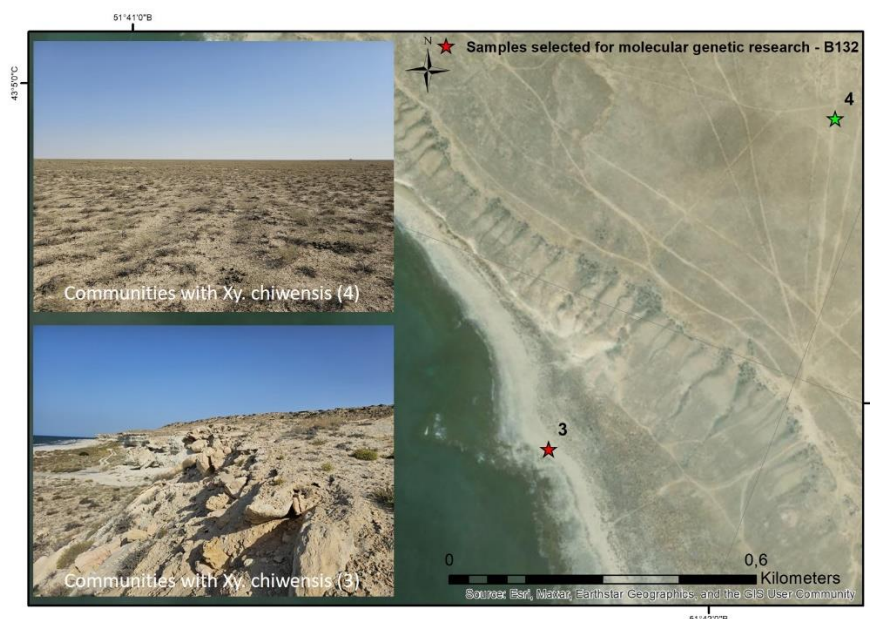 51°41'0"B
43°5'0"C
N
Samples selected for molecular genetic research - B132
4
Communities with Xy. chiwensis (4)
3
Communities with Xy. chiwensis (3)
0
0,6
Kilometers
Source: Esri, Maxar, Earthstar Geographics, and the GIS User Community